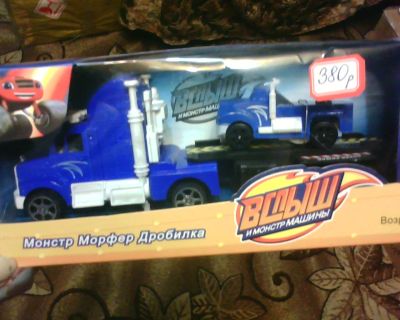 380р
ВСПЫШ
И МОНСТР МАШИНЫ
ВСПЫШ
И МОНСТР МАШИНЫ
Монстр Морфер Дробилка
Возр